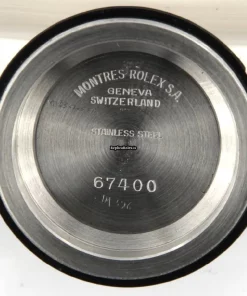 MONTRES ROLEX S.A.
GENEVA
SWITZERLAND
STAINLESS STEEL
67400